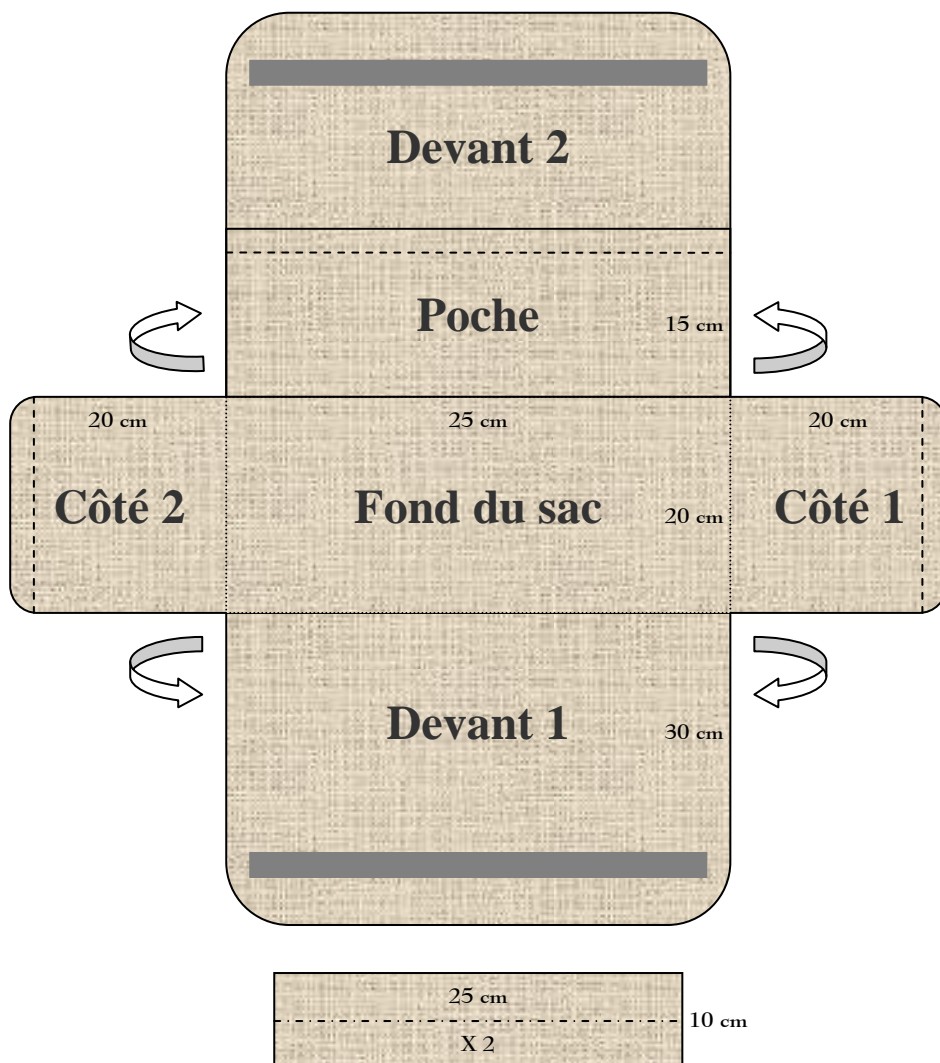 Devant 2
Poche
15 cm
20 cm
25 cm
20 cm
Côté 2
Fond du sac
20 cm
Côté 1
Devant 1
30 cm
25 cm
10 cm
X 2